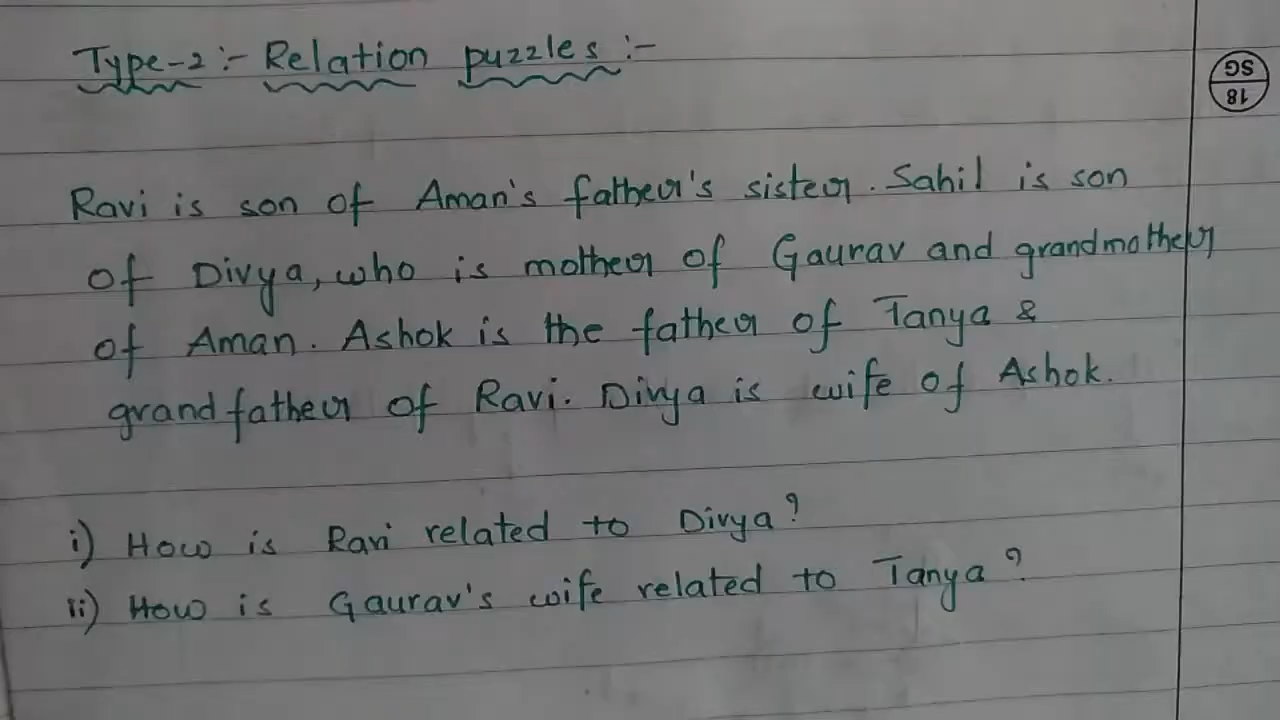 Type-2:- Relation puzzles:-
SG
18
Ravi is son of Aman's father's sister. Sahil is son
of Divya, who is mother of Gaurav and grandmother
of Aman. Ashok is the father of Tanya &
grandfather of Ravi. Divya is wife of Ashok.
i) How is Ravi related to Divya?
ii) How is Gaurav's wife related to Tanya?